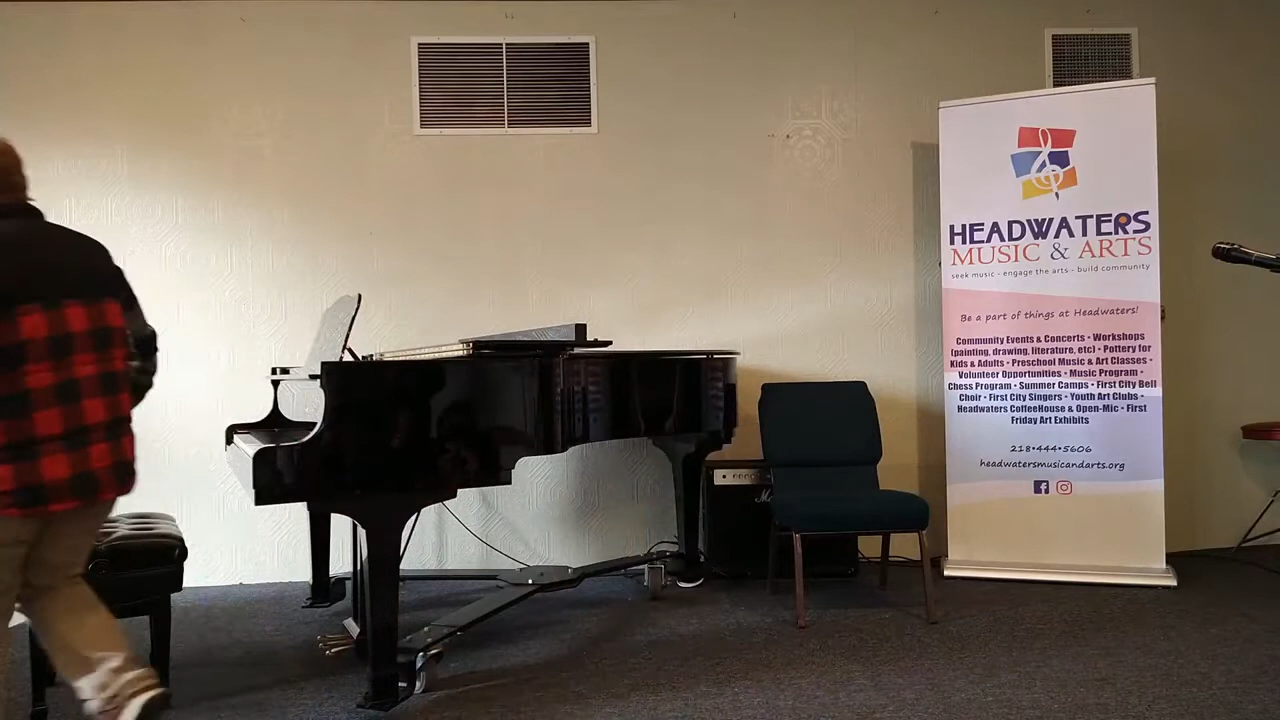 HEADWATERS
MUSIC & ARTS
seek music - engage the arts - build community
Be a part of things at Headwaters!
Community Events & Concerts • Workshops
(painting, drawing, literature, etc) • Pottery for
Kids & Adults • Preschool Music & Art Classes •
Volunteer Opportunities • Music Program •
Chess Program • Summer Camps • First City Bell
Choir • First City Singers • Youth Art Clubs •
Headwaters CoffeeHouse & Open-Mic • First
Friday Art Exhibits
218•444•5606
headwatersmusicandarts.org